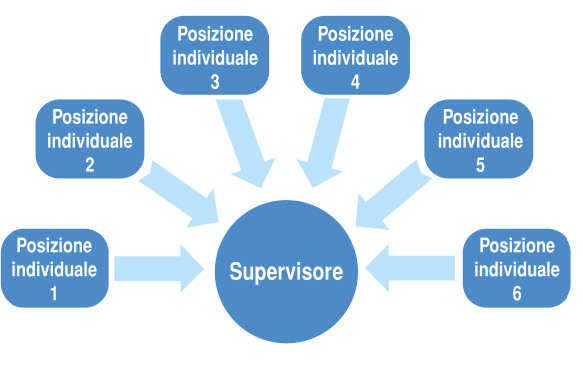 Posizione
individuale
1
Posizione
individuale
2
Posizione
individuale
3
Posizione
individuale
4
Posizione
individuale
5
Posizione
individuale
6
Supervisore